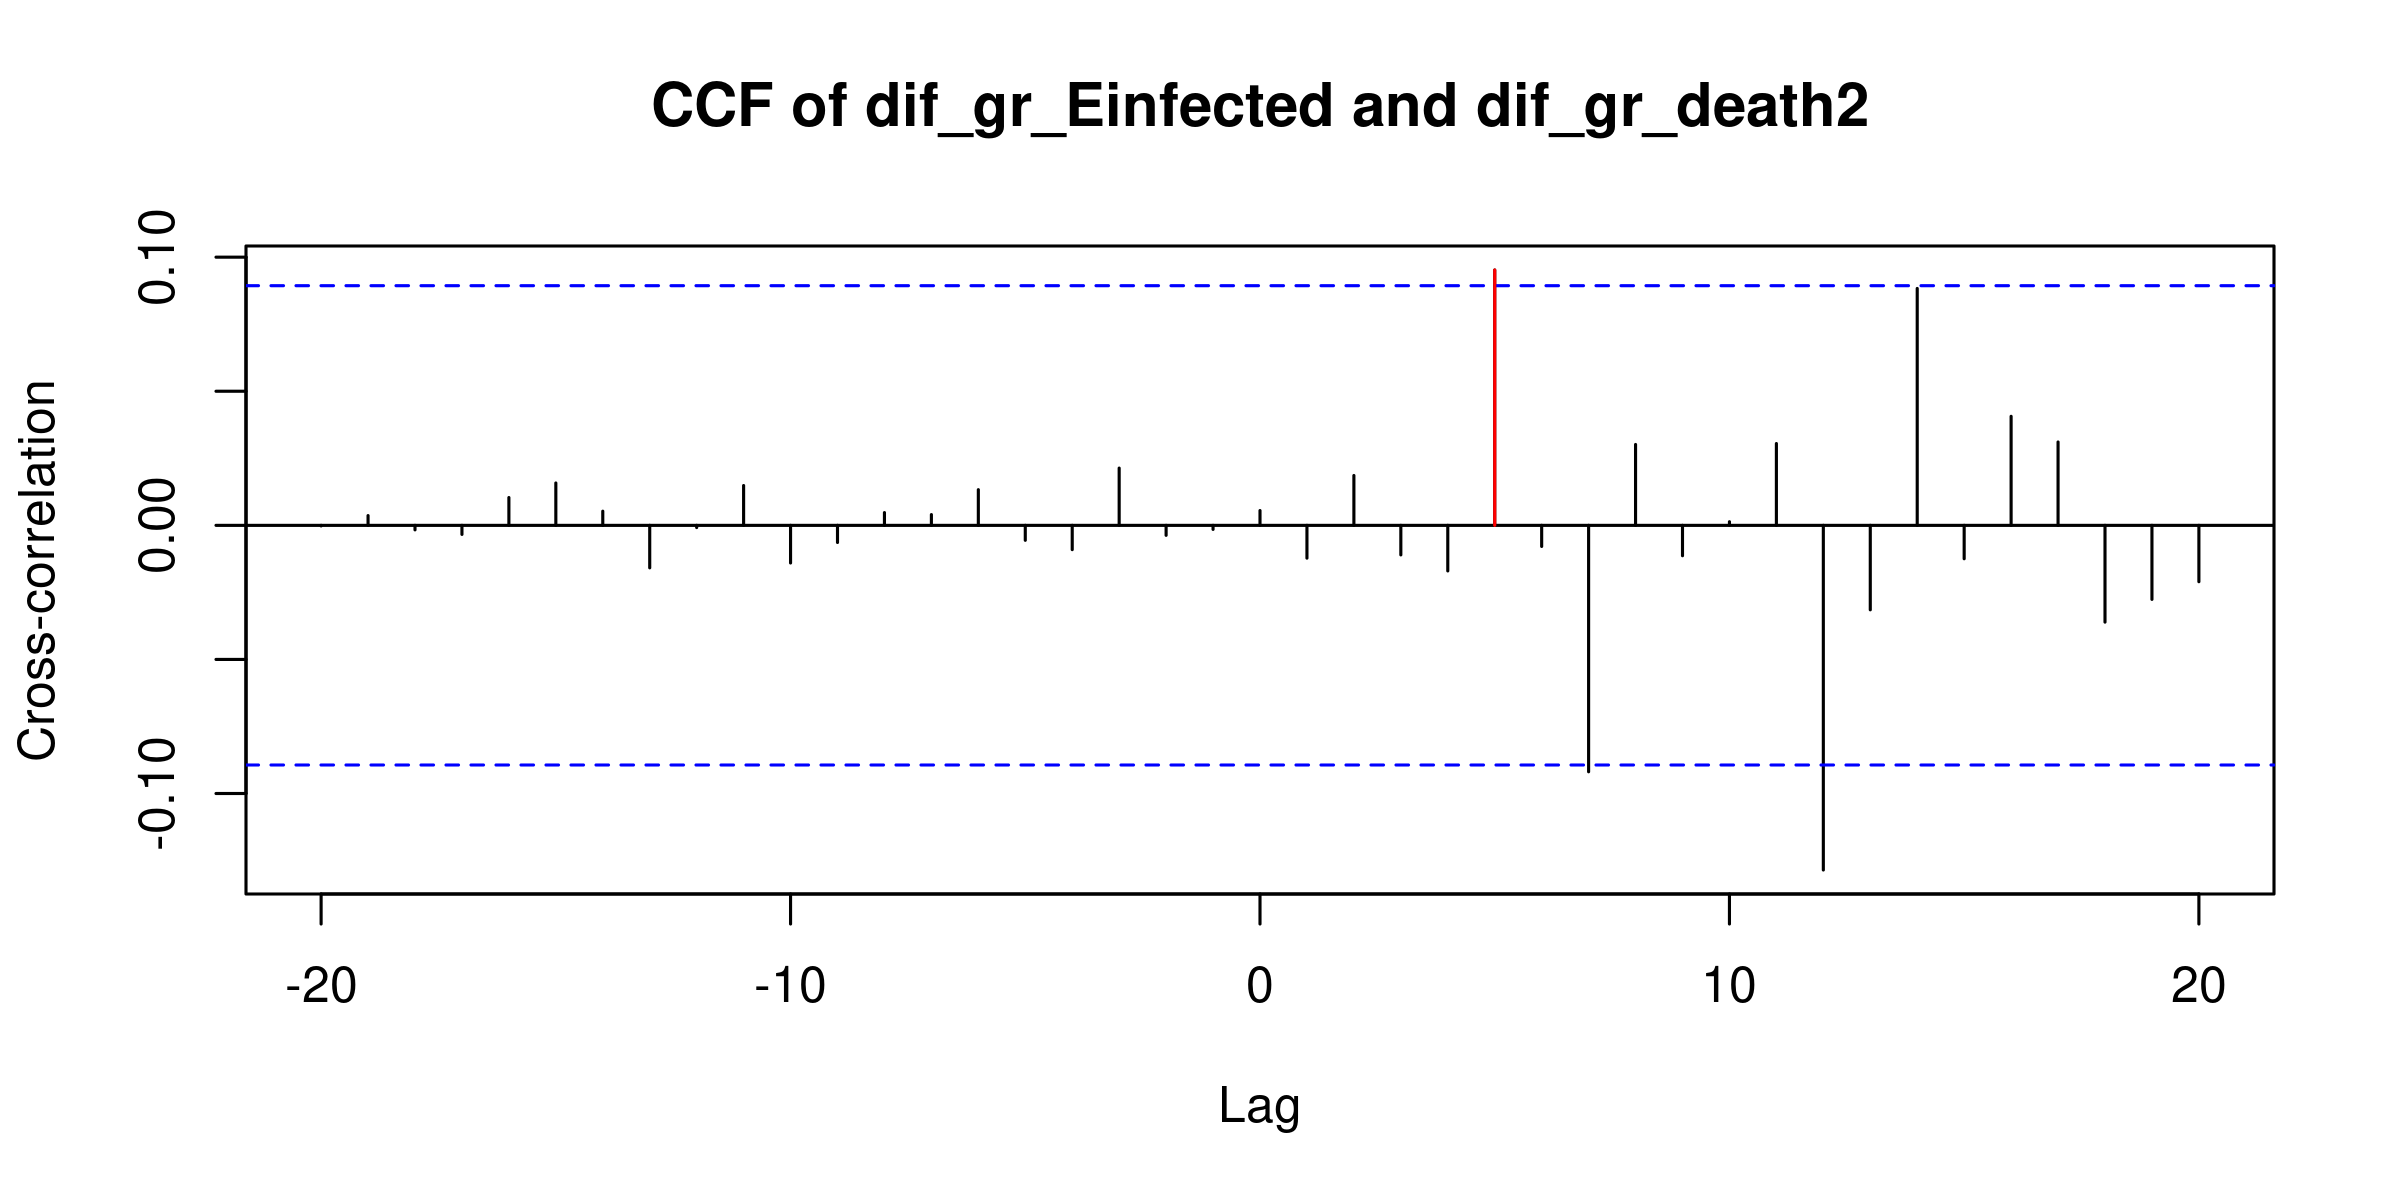 CCF of dif_gr_Einfected and dif_gr_death2
Cross-correlation
0.10
0.00
-0.10
-20
-10
0
10
20
Lag